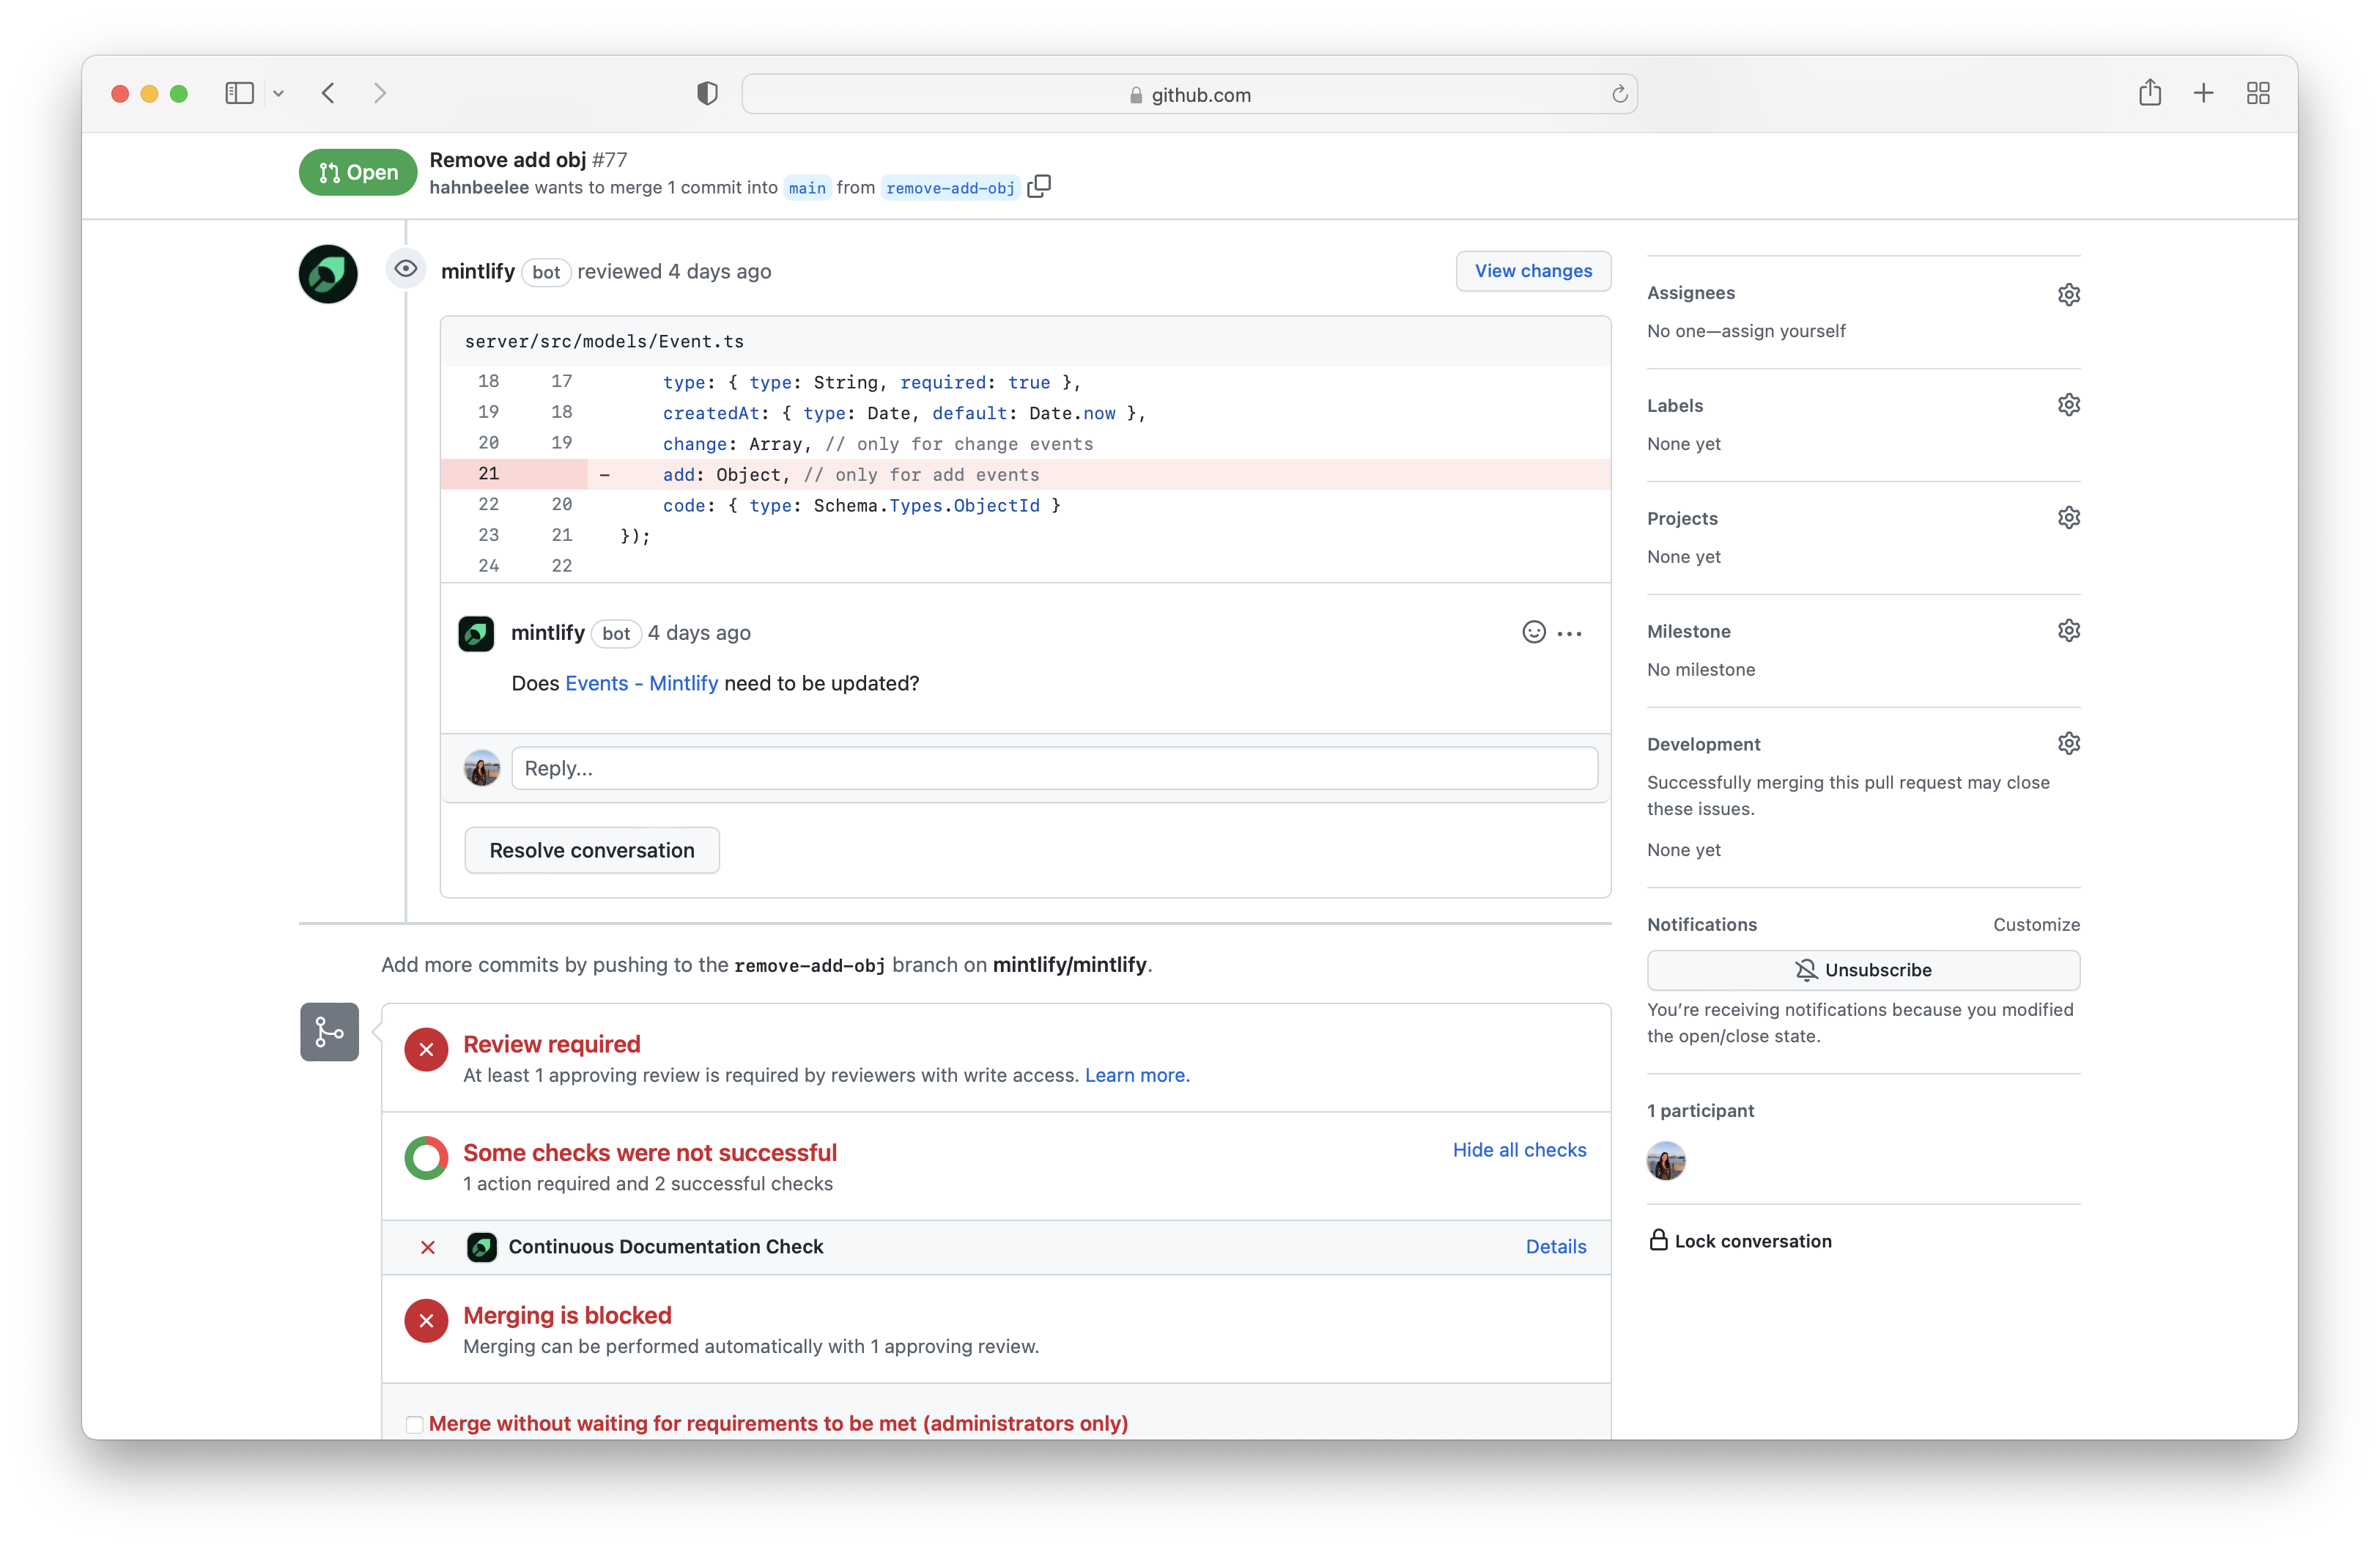 github.com
Open
Remove add obj #77
hahnbeelee wants to merge 1 commit into main from remove-add-obj
mintlify bot reviewed 4 days ago
View changes
server/src/models/Event.ts
18 17 type: { type: String, required: true },
19 18 createdAt: { type: Date, default: Date.now },
20 19 change: Array, // only for change events
21 - add: Object, // only for add events
22 20 code: { type: Schema.Types.ObjectId }
23 21 });
24 22
mintlify bot 4 days ago
Does Events - Mintlify need to be updated?
Reply...
Resolve conversation
Add more commits by pushing to the remove-add-obj branch on mintlify/mintlify.
Review required
At least 1 approving review is required by reviewers with write access. Learn more.
Some checks were not successful
Hide all checks
1 action required and 2 successful checks
Continuous Documentation Check
Details
Merging is blocked
Merging can be performed automatically with 1 approving review.
Merge without waiting for requirements to be met (administrators only)
Assignees
No one—assign yourself
Labels
None yet
Projects
None yet
Milestone
No milestone
Development
Successfully merging this pull request may close
these issues.
None yet
Notifications
Customize
Unsubscribe
You’re receiving notifications because you modified
the open/close state.
1 participant
Lock conversation